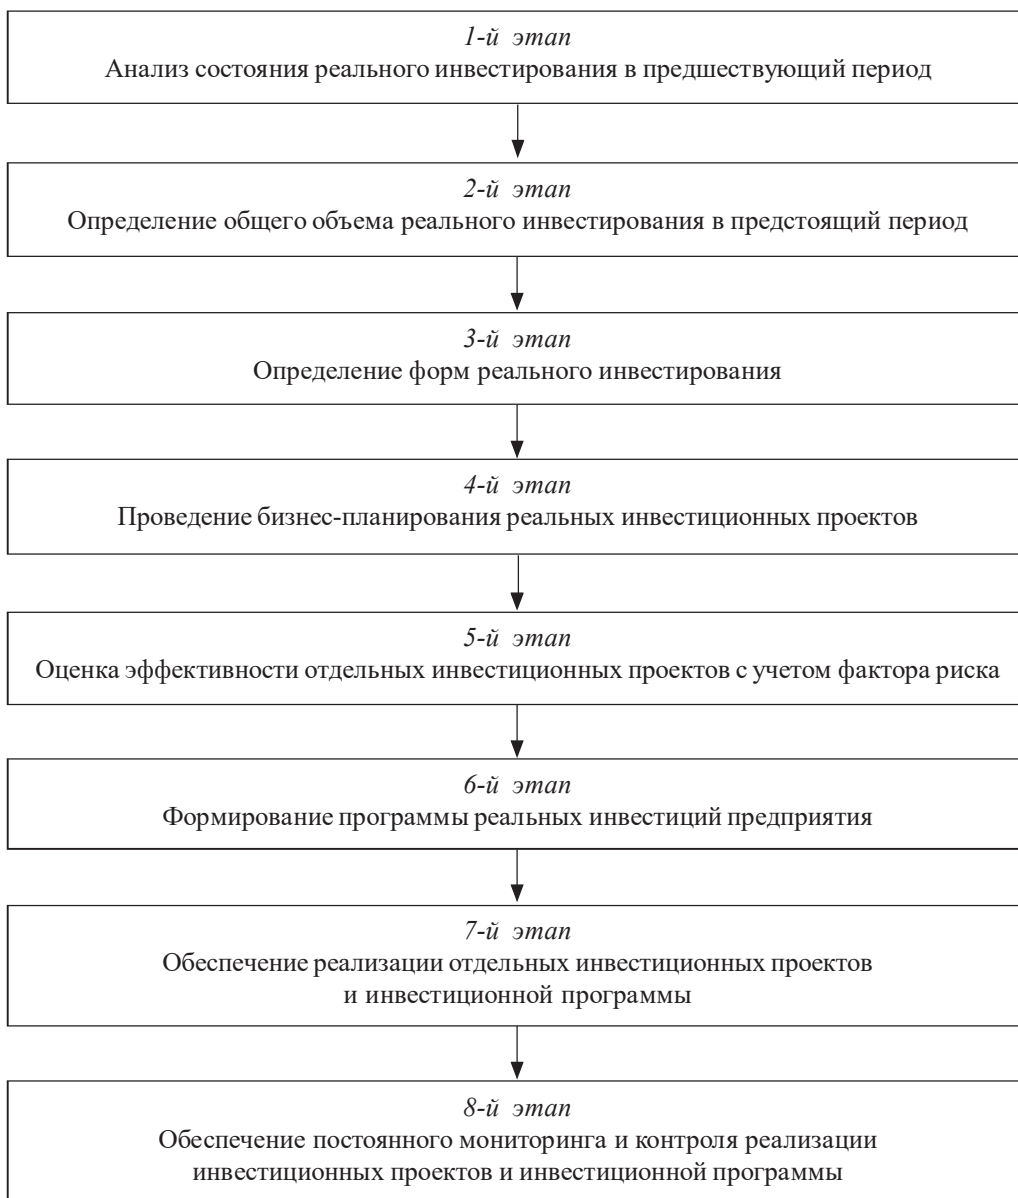 1-й этап
Анализ состояния реального инвестирования в предшествующий период
2-й этап
Определение общего объема реального инвестирования в предстоящий период
3-й этап
Определение форм реального инвестирования
4-й этап
Проведение бизнес-планирования реальных инвестиционных проектов
5-й этап
Оценка эффективности отдельных инвестиционных проектов с учетом фактора риска
6-й этап
Формирование программы реальных инвестиций предприятия
7-й этап
Обеспечение реализации отдельных инвестиционных проектов
и инвестиционной программы
8-й этап
Обеспечение постоянного мониторинга и контроля реализации
инвестиционных проектов и инвестиционной программы